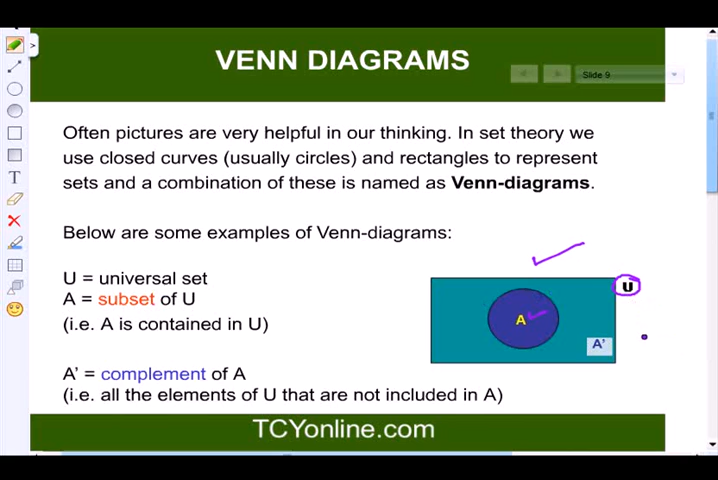 VENN DIAGRAMS
Slide 9
Often pictures are very helpful in our thinking. In set theory we
use closed curves (usually circles) and rectangles to represent
sets and a combination of these is named as Venn-diagrams.
Below are some examples of Venn-diagrams:
U = universal set
A = subset of U
(i.e. A is contained in U)
U
A
A'
A' = complement of A
(i.e. all the elements of U that are not included in A)
TCYonline.com
T